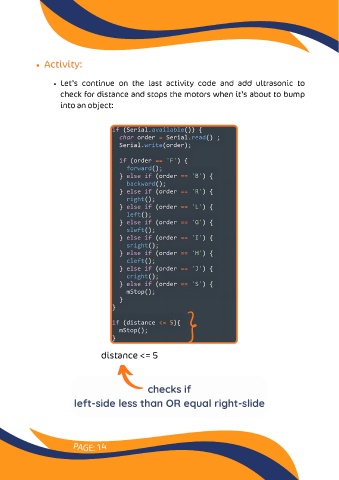 • Activity:
• Let's continue on the last activity code and add ultrasonic to
check for distance and stops the motors when it's about to bump
into an object:
if (Serial.available()) {
char order = Serial.read() ;
Serial.write(order);
if (order == 'F') {
forward();
} else if (order == 'B') {
backward();
} else if (order == 'R') {
right();
} else if (order == 'L') {
left();
} else if (order == 'G') {
sleft();
} else if (order == 'I') {
sright();
} else if (order == 'H') {
cleft();
} else if (order == 'J') {
cright();
} else if (order == 'S') {
mStop();
}
}
if (distance <= 5){
mStop();
}
distance <= 5
checks if
left-side less than OR equal right-slide
PAGE: 14